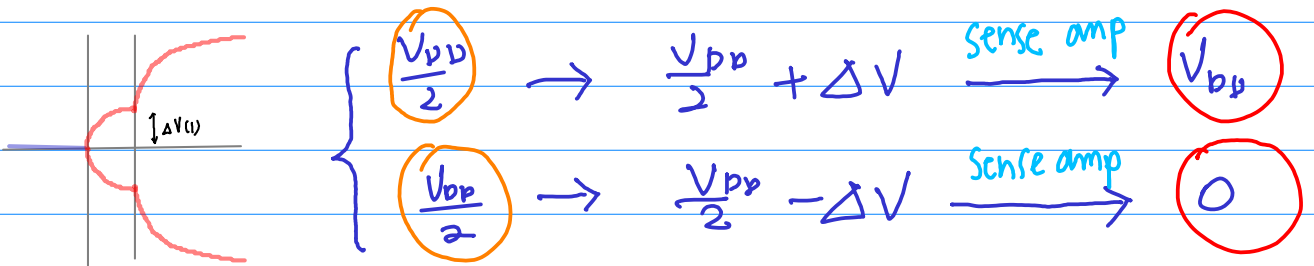 V_DD/2 → V_DD/2 + ΔV sense amp → V_DD
ΔV(1)
V_DD/2 → V_DD/2 - ΔV sense amp → 0